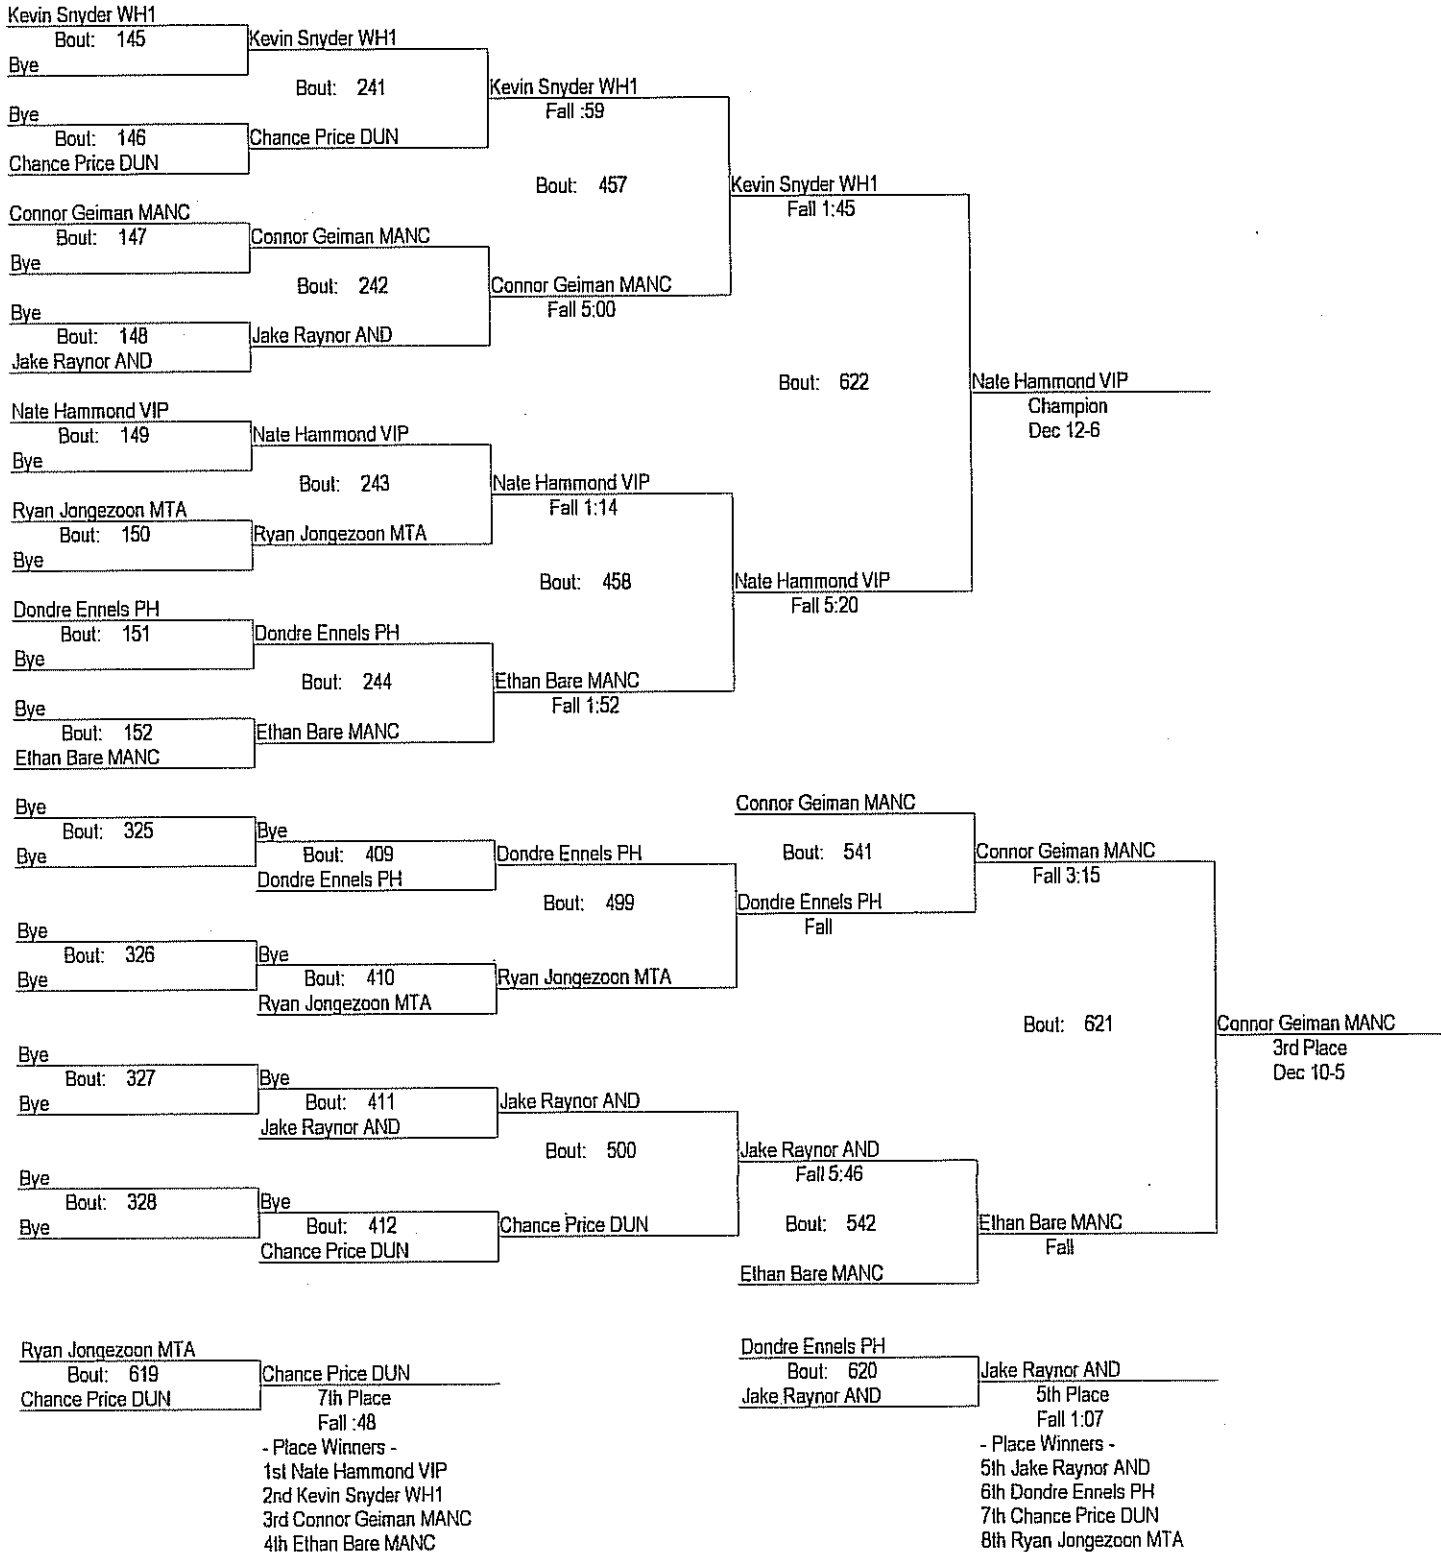 Kevin Snyder WH1
Bout: 145
Bye
Kevin Snyder WH1
Bout: 241
Bye
Bout: 146
Chance Price DUN
Chance Price DUN
Kevin Snyder WH1
Fall :59
Bout: 457
Connor Geiman MANC
Bout: 147
Bye
Connor Geiman MANC
Bout: 242
Bye
Bout: 148
Jake Raynor AND
Jake Raynor AND
Connor Geiman MANC
Fall 5:00
Kevin Snyder WH1
Fall 1:45
Bout: 622
Nate Hammond VIP
Champion
Dec 12-6
Nate Hammond VIP
Bout: 149
Bye
Nate Hammond VIP
Bout: 243
Ryan Jongezoon MTA
Bout: 150
Bye
Ryan Jongezoon MTA
Nate Hammond VIP
Fall 1:14
Bout: 458
Nate Hammond VIP
Fall 5:20
Dondre Ennels PH
Bout: 151
Bye
Dondre Ennels PH
Bout: 244
Bye
Bout: 152
Ethan Bare MANC
Ethan Bare MANC
Ethan Bare MANC
Fall 1:52
Bye
Bout: 325
Bye
Bye
Bout: 409
Dondre Ennels PH
Dondre Ennels PH
Bout: 499
Bye
Bout: 326
Bye
Bye
Bout: 410
Ryan Jongezoon MTA
Ryan Jongezoon MTA
Connor Geiman MANC
Bout: 541
Dondre Ennels PH
Fall
Connor Geiman MANC
Fall 3:15
Bout: 621
Connor Geiman MANC
3rd Place
Dec 10-5
Bye
Bout: 327
Bye
Bye
Bout: 411
Jake Raynor AND
Jake Raynor AND
Bout: 500
Bye
Bout: 328
Bye
Bye
Bout: 412
Chance Price DUN
Chance Price DUN
Jake Raynor AND
Fall 5:46
Bout: 542
Ethan Bare MANC
Ethan Bare MANC
Fall
Ryan Jongezoon MTA
Bout: 619
Chance Price DUN
Chance Price DUN
7th Place
Fall :48
- Place Winners -
1st Nate Hammond VIP
2nd Kevin Snyder WH1
3rd Connor Geiman MANC
4th Ethan Bare MANC
Dondre Ennels PH
Bout: 620
Jake Raynor AND
Jake Raynor AND
5th Place
Fall 1:07
- Place Winners -
5th Jake Raynor AND
6th Dondre Ennels PH
7th Chance Price DUN
8th Ryan Jongezoon MTA